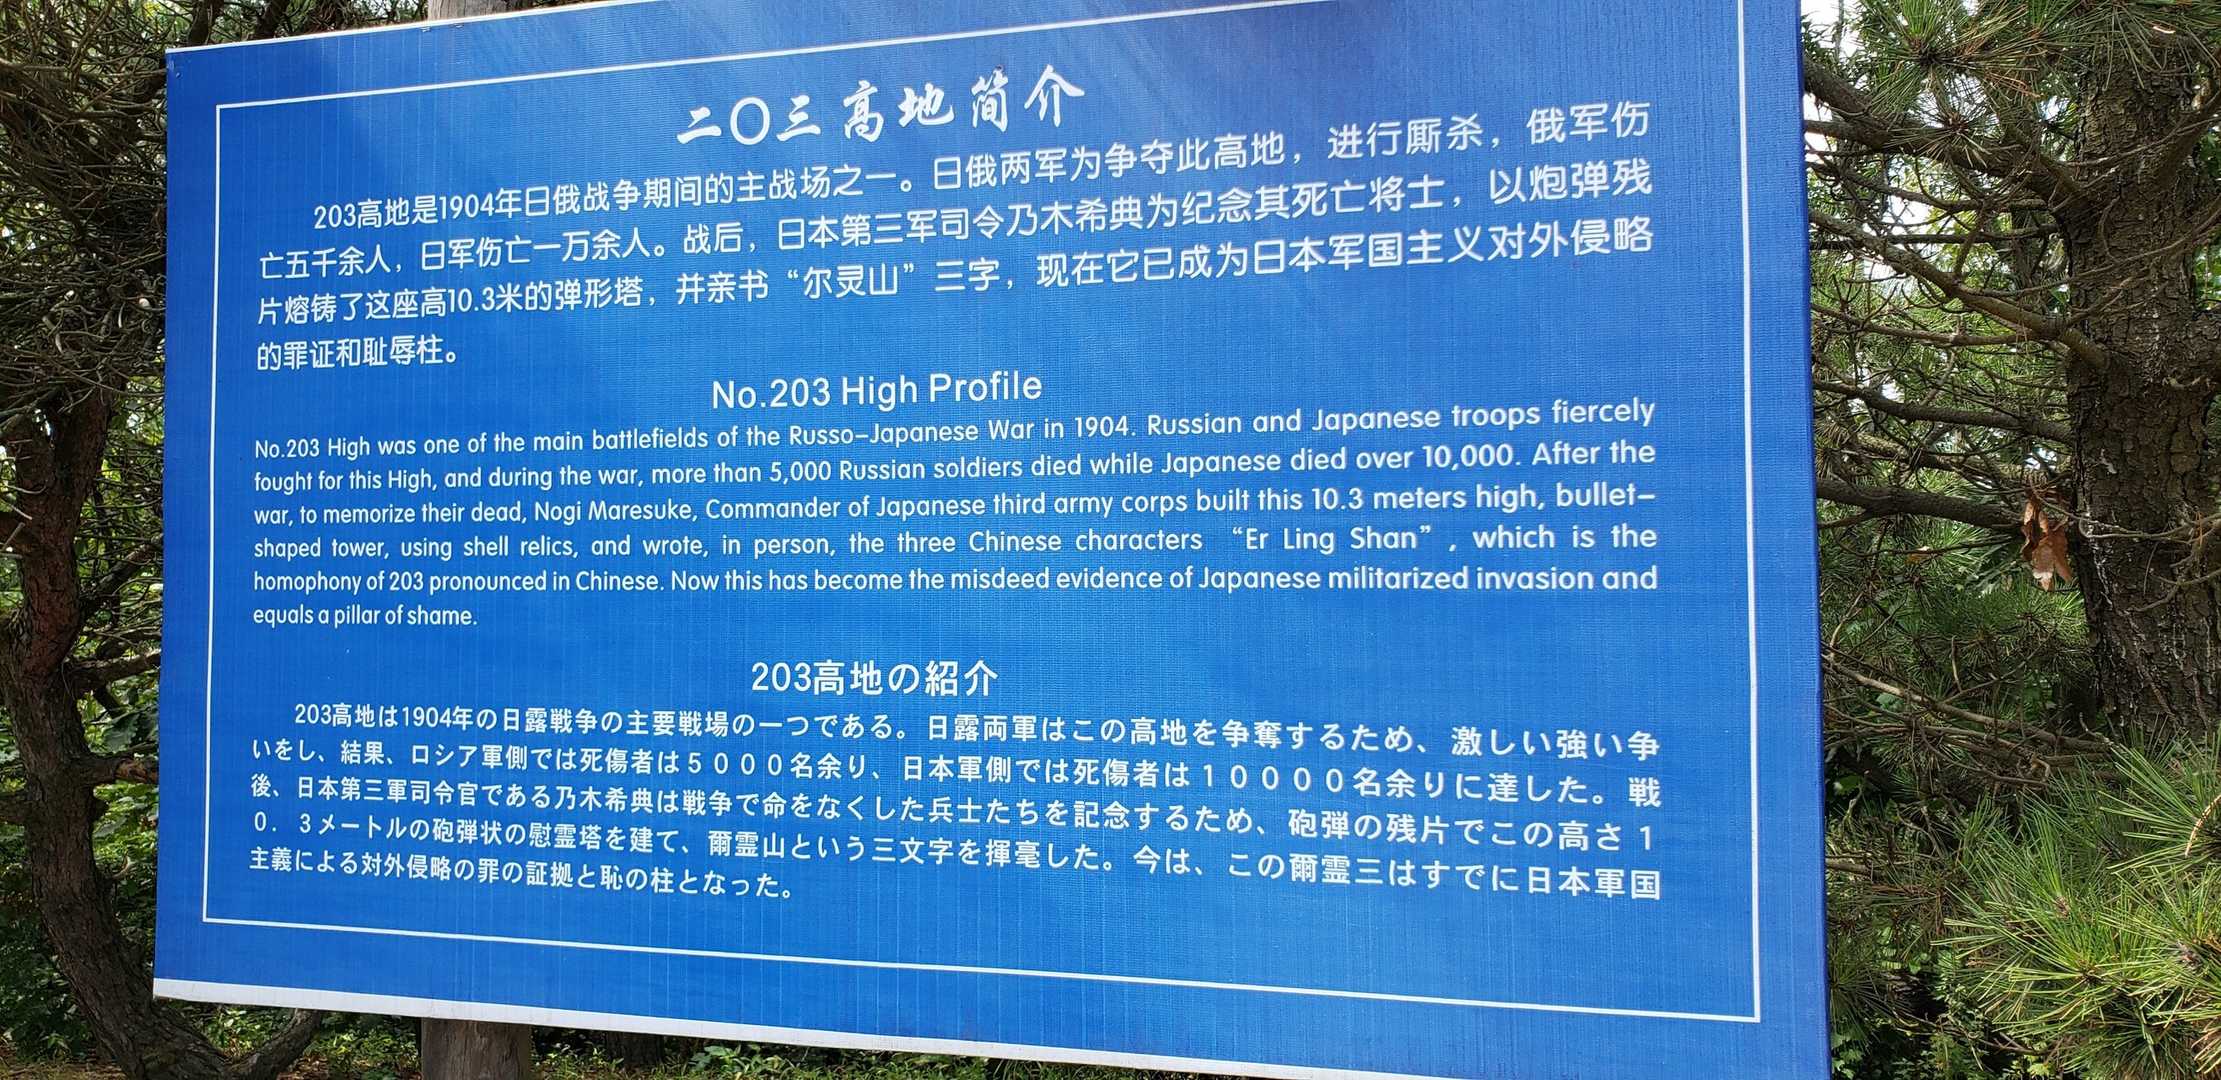 二〇三高地简介
203高地是1904年日俄战争期间的主战场之一。日俄两军为争夺此高地，进行厮杀，俄军伤
亡五千余人，日军伤亡一万余人。战后，日本第三军司令乃木希典为纪念其死亡将士，以炮弹残
片熔铸了这座高10.3米的弹形塔，并亲书“尔灵山”三字，现在它已成为日本军国主义对外侵略
的罪证和耻辱柱。
No.203 High Profile
No.203 High was one of the main battlefields of the Russo-Japanese War in 1904. Russian and Japanese troops fiercely
fought for this High, and during the war, more than 5,000 Russian soldiers died while Japanese died over 10,000. After the
war, to memorize their dead, Nogi Maresuke, Commander of Japanese third army corps built this 10.3 meters high, bullet-
shaped tower, using shell relics, and wrote, in person, the three Chinese characters “Er Ling Shan”, which is the
homophony of 203 pronounced in Chinese. Now this has become the misdeed evidence of Japanese militarized invasion and
equals a pillar of shame.
203高地の紹介
203高地は1904年の日露戦争の主要戦場の一つである。日露両軍はこの高地を争奪するため、激しい強い争
いをし、結果、ロシア軍側では死傷者は５０００名余り、日本軍側では死傷者は１００００名余りに達した。戦
後、日本第三軍司令官である乃木希典は戦争で命をなくした兵士たちを記念するため、砲弾の残片でこの高さ１
０．３メートルの砲弾状の慰霊塔を建て、爾霊山という三文字を揮毫した。今は、この爾霊三はすでに日本軍国
主義による対外侵略の罪の証拠と恥の柱となった。